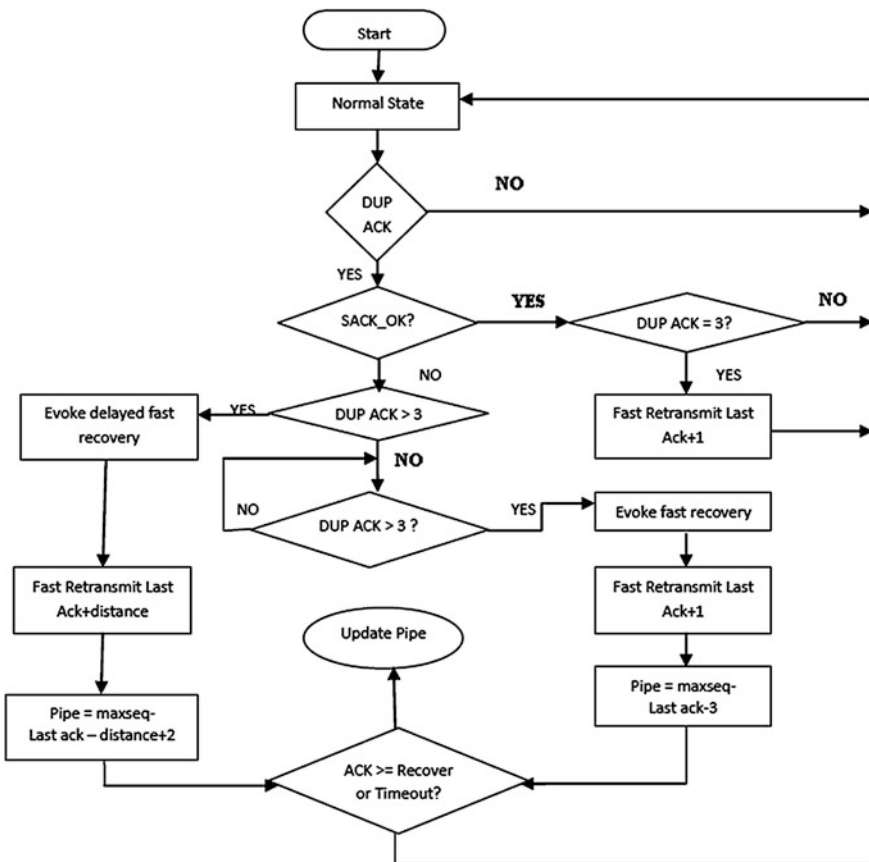 Start
Normal State
DUP
ACK
NO
YES
SACK_OK?
YES
DUP ACK = 3?
NO
NO
YES
Evoke delayed fast
recovery
YES
DUP ACK > 3
Fast Retransmit Last
Ack+1
NO
NO
DUP ACK > 3 ?
YES
Evoke fast recovery
Fast Retransmit Last
Ack+distance
Fast Retransmit Last
Ack+1
Update Pipe
Pipe = maxseq-
Last ack – distance+2
Pipe = maxseq-
Last ack-3
ACK >= Recover
or Timeout?